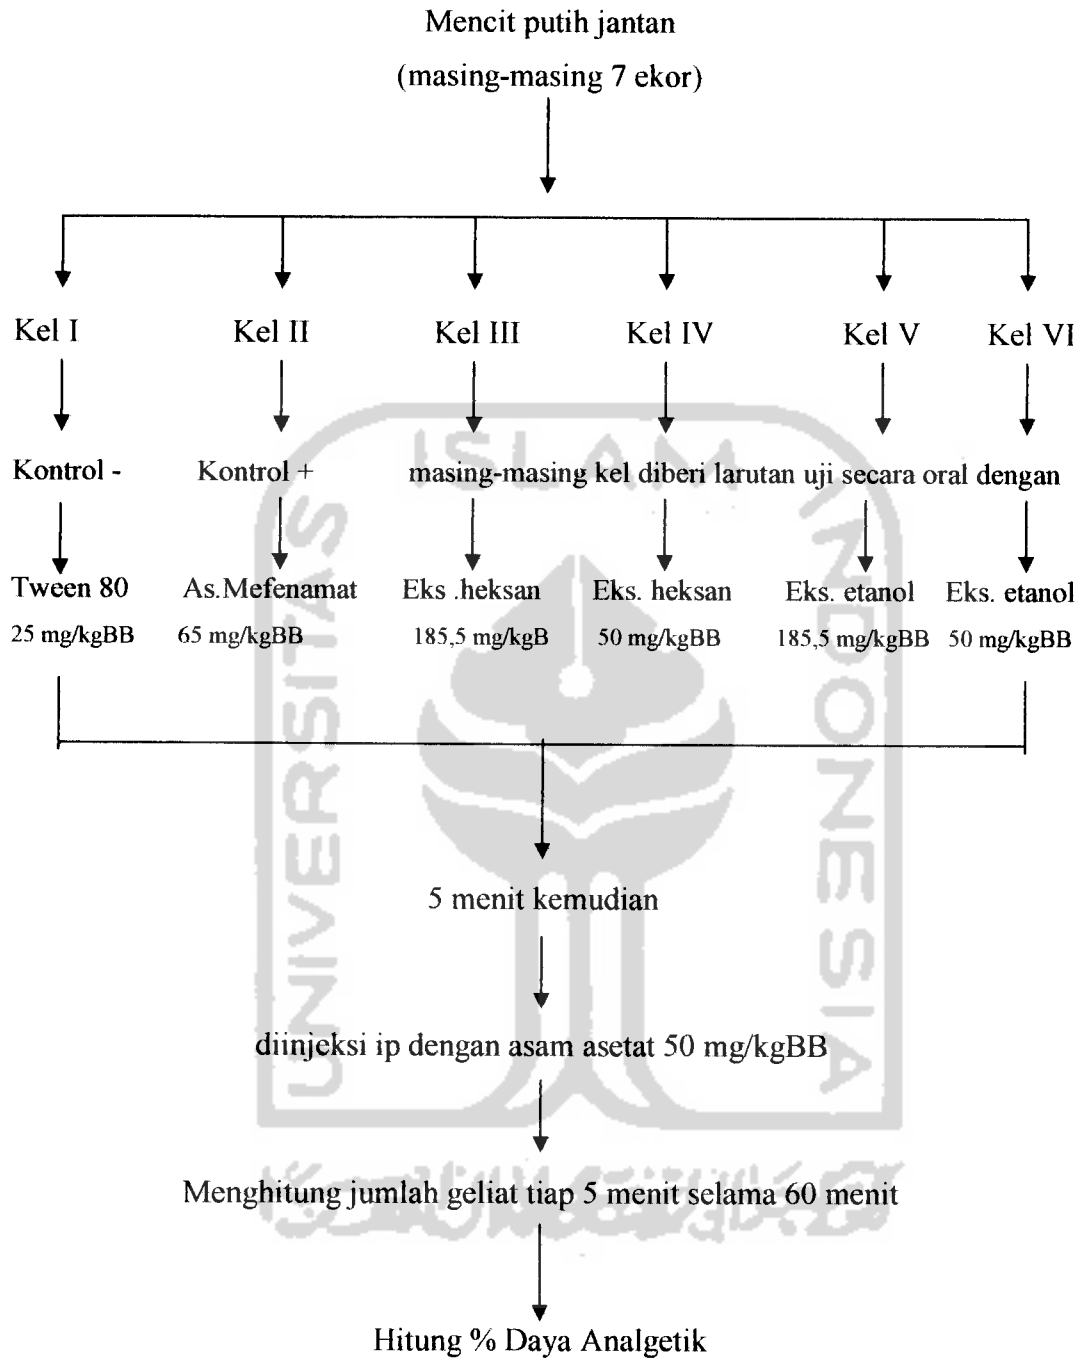 Mencit putih jantan
(masing-masing 7 ekor)
Kel I Kel II Kel III Kel IV Kel V Kel VI
Kontrol - Kontrol + masing-masing kel diberi larutan uji secara oral dengan
Tween 80 As.Mefenamat Eks .heksan Eks. heksan Eks. etanol Eks. etanol
25 mg/kgBB 65 mg/kgBB 185,5 mg/kgB 50 mg/kgBB 185,5 mg/kgBB 50 mg/kgBB
5 menit kemudian
diinjeksi ip dengan asam asetat 50 mg/kgBB
Menghitung jumlah geliat tiap 5 menit selama 60 menit
Hitung % Daya Analgetik
UNIVERSITAS
ISLAM
INDONESIA